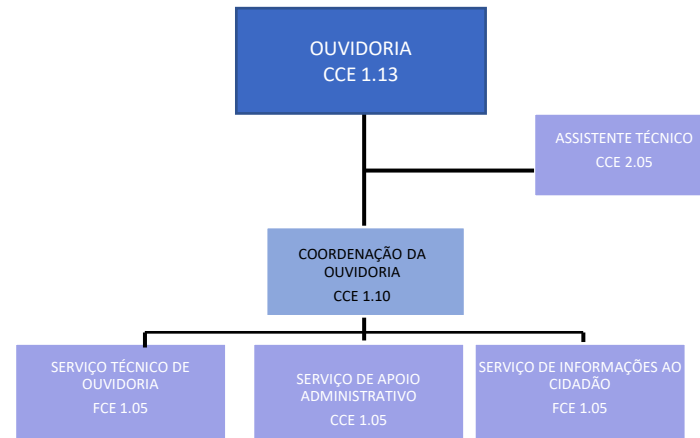 OUVIDORIA
CCE 1.13
ASSISTENTE TÉCNICO
CCE 2.05
COORDENAÇÃO DA
OUVIDORIA
CCE 1.10
SERVIÇO TÉCNICO DE
OUVIDORIA
FCE 1.05
SERVIÇO DE APOIO
ADMINISTRATIVO
CCE 1.05
SERVIÇO DE INFORMAÇÕES AO
CIDADÃO
FCE 1.05